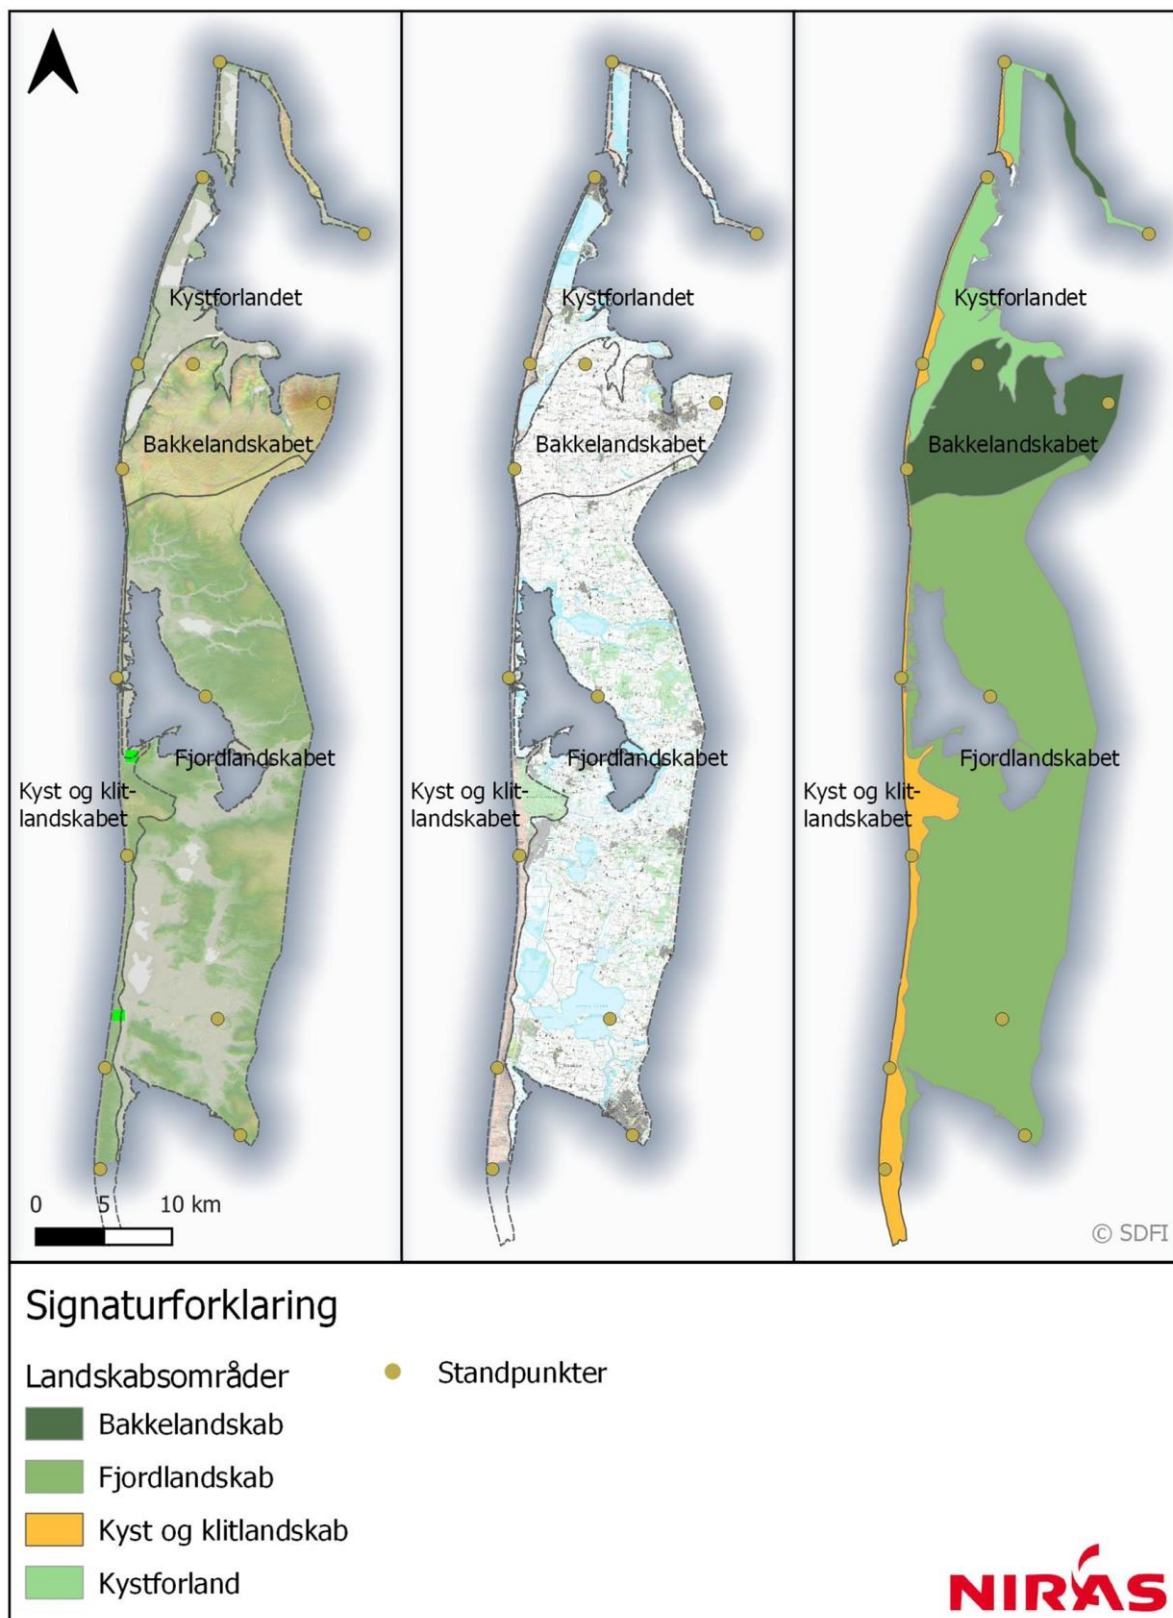 Kystforlandet
Bakkelandskabet
Fjordlandskabet
Kyst og klit-
landskabet
0 5 10 km
Kystforlandet
Bakkelandskabet
Fjordlandskabet
Kyst og klit-
landskabet
Kystforlandet
Bakkelandskabet
Fjordlandskabet
Kyst og klit-
landskabet
© SDFI
Signaturforklaring
Landskabsområder
Bakkelandskab
Fjordlandskab
Kyst og klitlandskab
Kystforland
Standpunkter
NIRAS